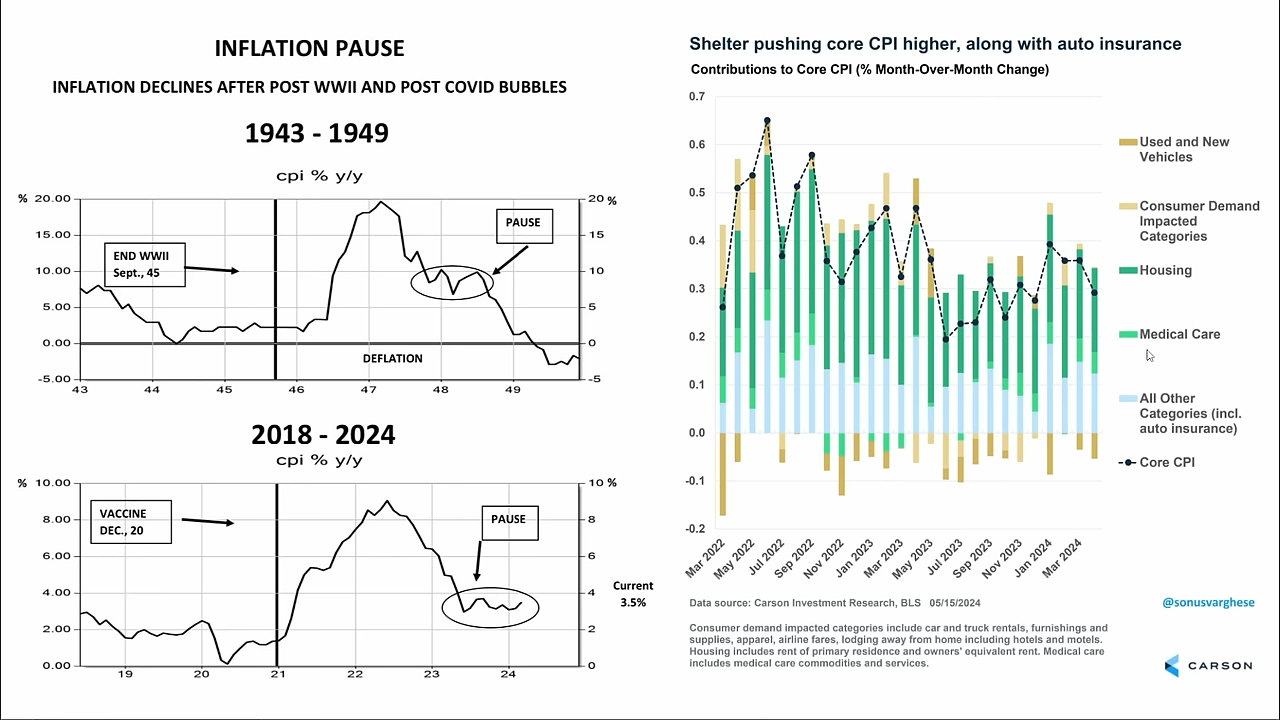 INFLATION PAUSE
INFLATION DECLINES AFTER POST WWII AND POST COVID BUBBLES
1943 - 1949
cpi % y/y
%
20.00
15.00
10.00
5.00
0.00
-5.00
20 %
15
10
5
0
-5
END WWII
Sept., 45
PAUSE
DEFLATION
43 44 45 46 47 48 49
2018 - 2024
cpi % y/y
%
10.00
8.00
6.00
4.00
2.00
0.00
10 %
8
6
4
2
0
VACCINE
DEC., 20
PAUSE
Current
3.5%
19 20 21 22 23 24
Shelter pushing core CPI higher, along with auto insurance
Contributions to Core CPI (% Month-Over-Month Change)
0.7
0.6
0.5
0.4
0.3
0.2
0.1
0.0
-0.1
-0.2
Mar 2022
May 2022
Jul 2022
Sep 2022
Nov 2022
Jan 2023
Mar 2023
May 2023
Jul 2023
Sep 2023
Nov 2023
Jan 2024
Mar 2024
Used and New
Vehicles
Consumer Demand
Impacted
Categories
Housing
Medical Care
All Other
Categories (incl.
auto insurance)
Core CPI
Data source: Carson Investment Research, BLS 05/15/2024
@sonusvarghese
Consumer demand impacted categories include car and truck rentals, furnishings and
supplies, apparel, airline fares, lodging away from home including hotels and motels.
Housing includes rent of primary residence and owners' equivalent rent. Medical care
includes medical care commodities and services.
CARSON